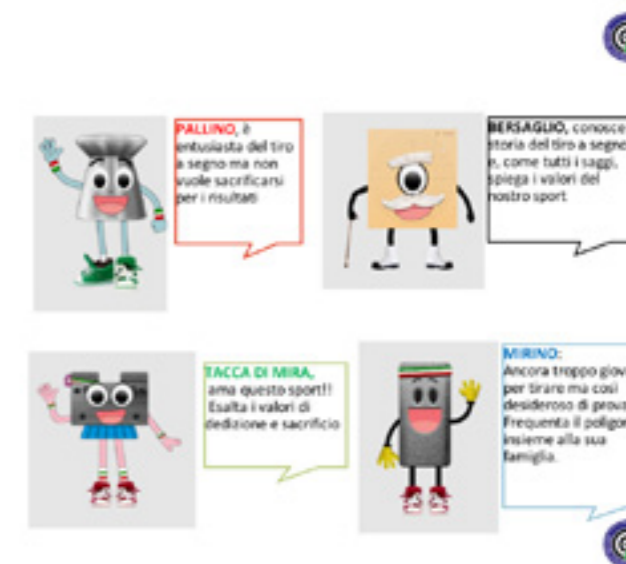 PALLINO, è
entusiasta del tiro
a segno ma non
vuole sacrificarsi
per i risultati
BERSAGLIO, conosce
storia del tiro a segno
e, come tutti i saggi,
spiega i valori del
nostro sport
TACCA DI MIRA,
ama questo sport!!
Esalta i valori di
dedizione e sacrificio
MIRINO:
Ancora troppo giov
per tirare ma così
desideroso di prova
Frequenta il poligon
insieme alla sua
famiglia.